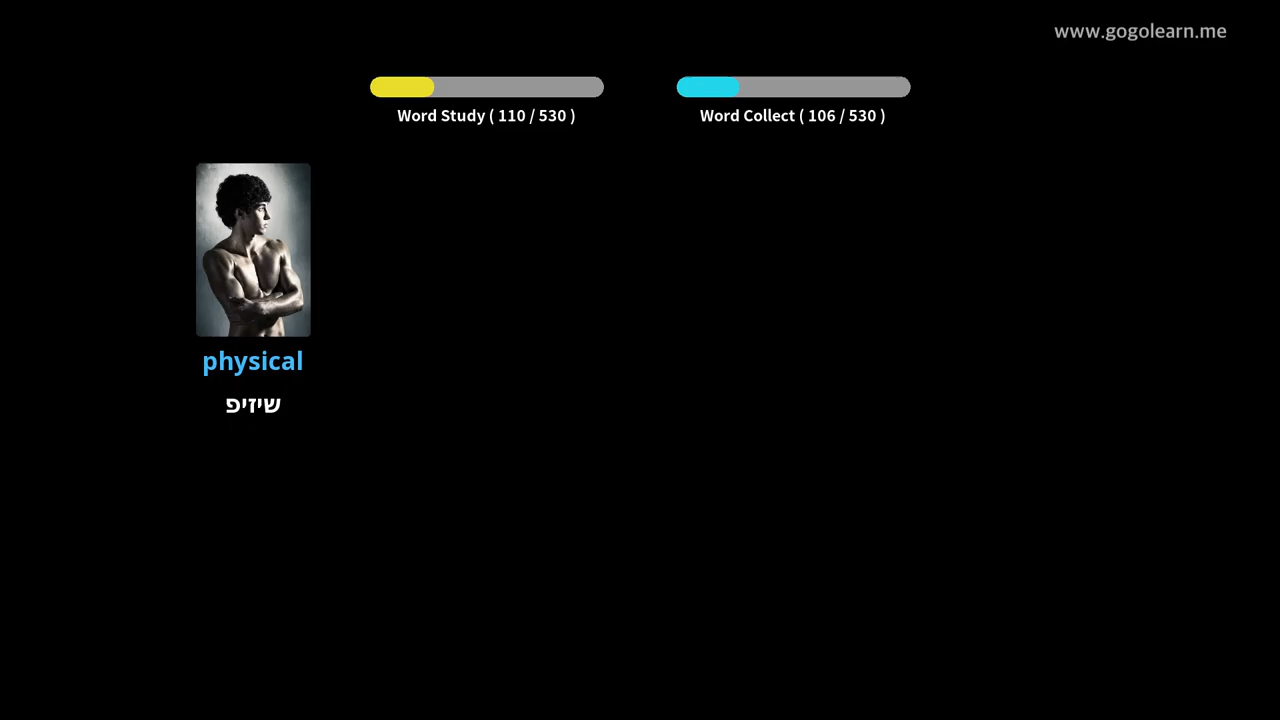 www.gogolearn.me
Word Study ( 110 / 530 )
Word Collect ( 106 / 530 )
physical
שיזיפ